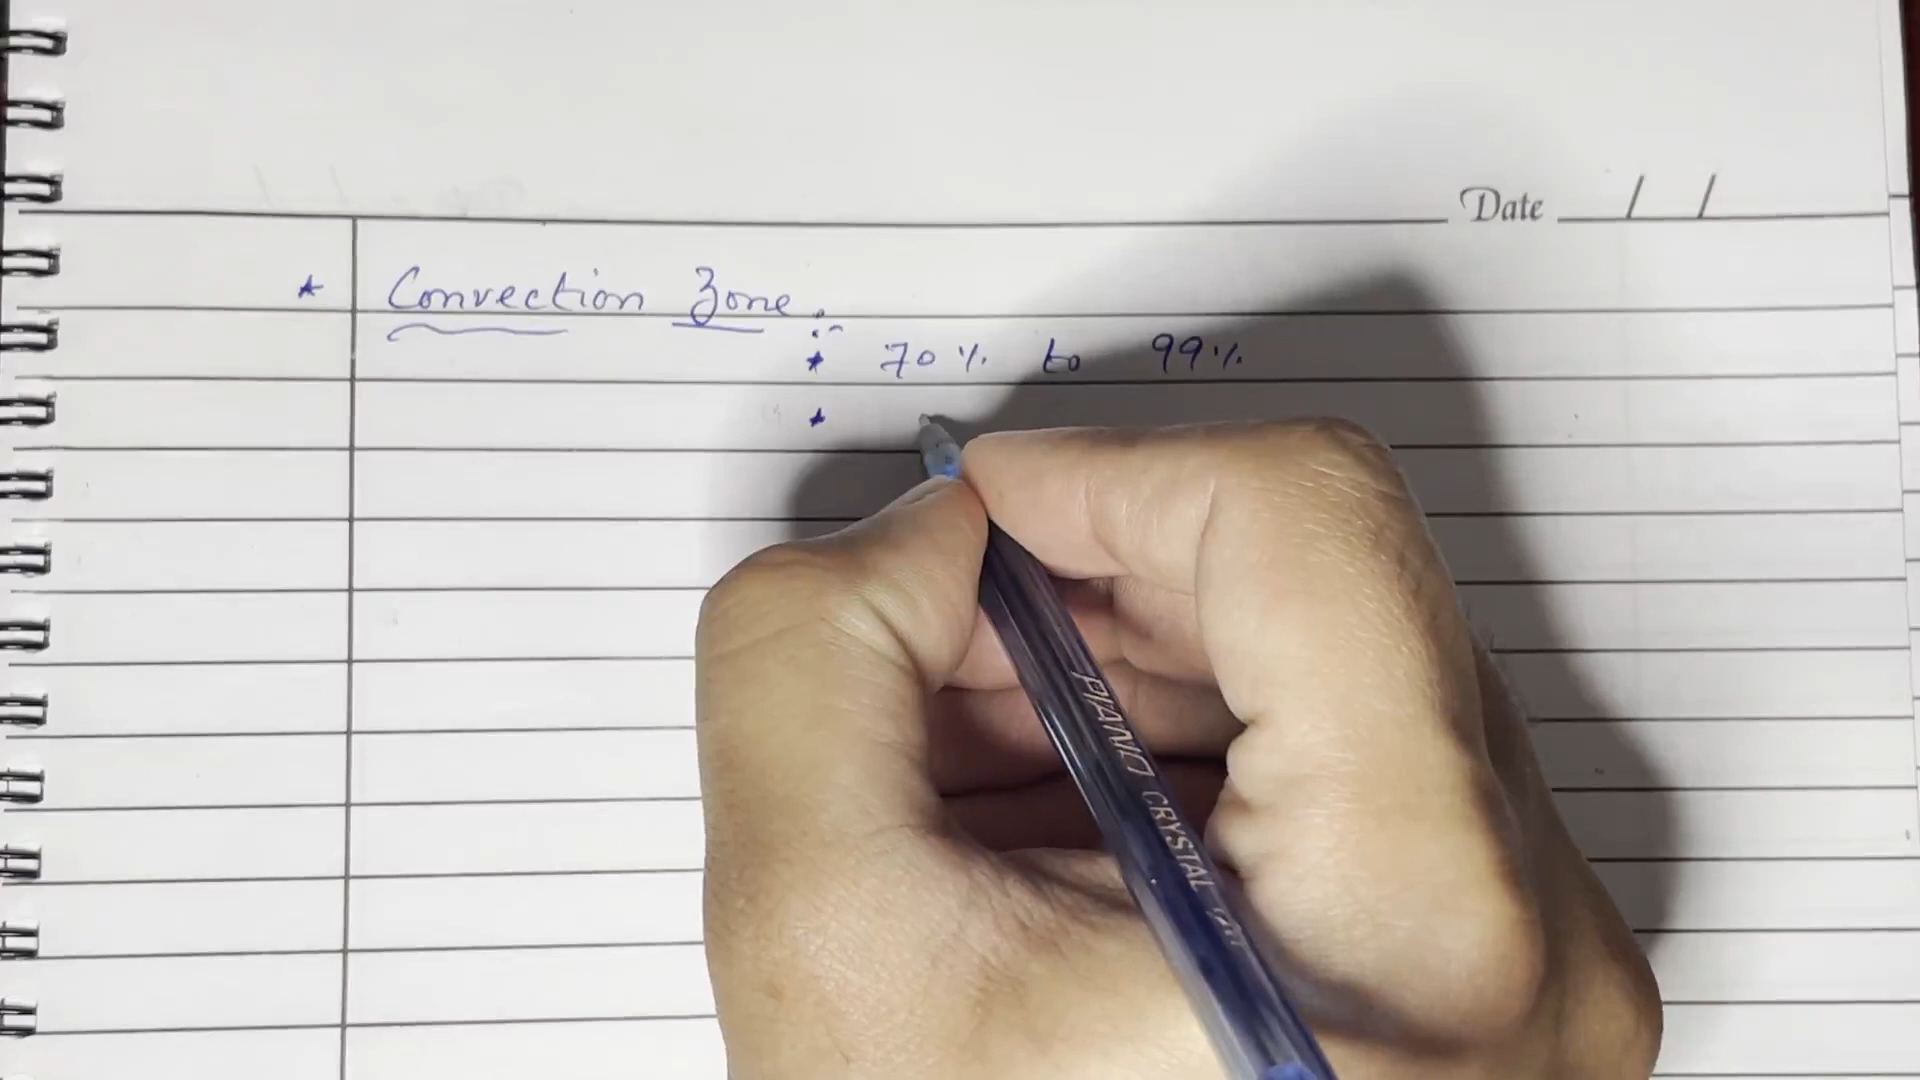 Date / /
* Convection Zone :-
* 70% to 99%
*
PIANO CRYSTAL